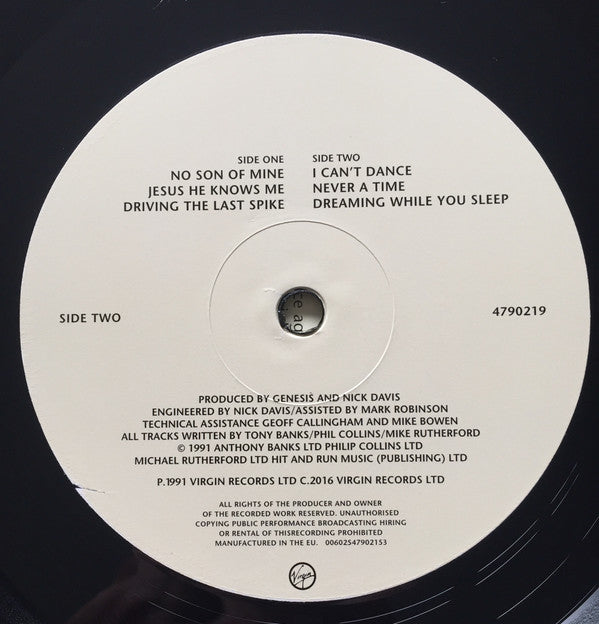 SIDE ONE
NO SON OF MINE
JESUS HE KNOWS ME
DRIVING THE LAST SPIKE
SIDE TWO
I CAN'T DANCE
NEVER A TIME
DREAMING WHILE YOU SLEEP
SIDE TWO
4790219
PRODUCED BY GENESIS AND NICK DAVIS
ENGINEERED BY NICK DAVIS/ASSISTED BY MARK ROBINSON
TECHNICAL ASSISTANCE GEOFF CALLINGHAM AND MIKE BOWEN
ALL TRACKS WRITTEN BY TONY BANKS/PHIL COLLINS/MIKE RUTHERFORD
© 1991 ANTHONY BANKS LTD PHILIP COLLINS LTD
MICHAEL RUTHERFORD LTD HIT AND RUN MUSIC (PUBLISHING) LTD
P.1991 VIRGIN RECORDS LTD C.2016 VIRGIN RECORDS LTD
ALL RIGHTS OF THE PRODUCER AND OWNER
OF THE RECORDED WORK RESERVED. UNAUTHORISED
COPYING PUBLIC PERFORMANCE BROADCASTING HIRING
OR RENTAL OF THISRECORDING PROHIBITED
MANUFACTURED IN THE EU. 00602547902153
Virgin